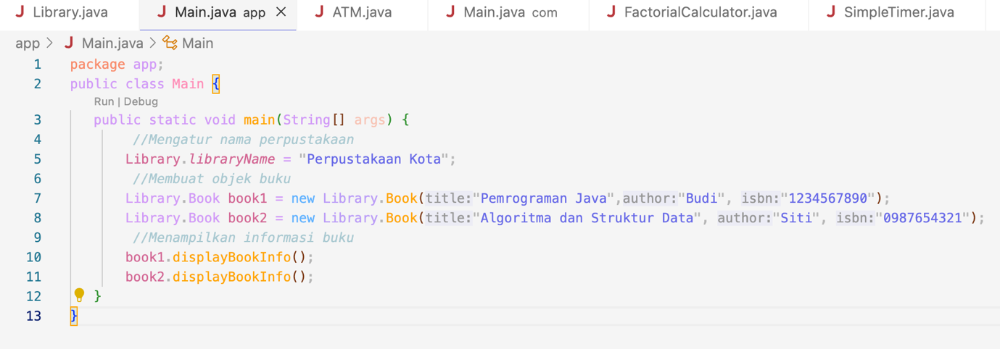 Library.java Main.java app ATM.java Main.java com FactorialCalculator.java SimpleTimer.java
app > Main.java > Main
1 package app;
2 public class Main {
Run | Debug
3 public static void main(String[] args) {
4 //Mengatur nama perpustakaan
5 Library.libraryName = "Perpustakaan Kota";
6 //Membuat objek buku
7 Library.Book book1 = new Library.Book(title:"Pemrograman Java",author:"Budi", isbn:"1234567890");
8 Library.Book book2 = new Library.Book(title:"Algoritma dan Struktur Data", author:"Siti", isbn:"0987654321");
9 //Menampilkan informasi buku
10 book1.displayBookInfo();
11 book2.displayBookInfo();
12 }
13 }